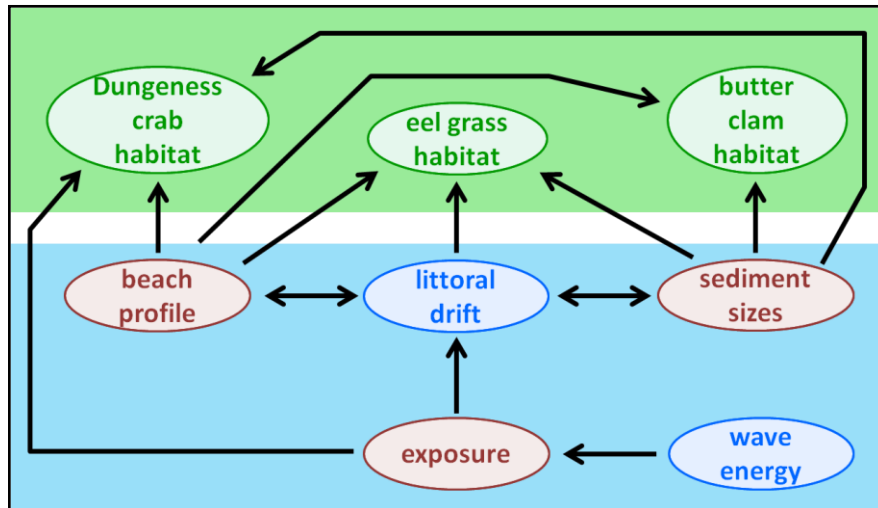 Dungeness
crab
habitat
eel grass
habitat
butter
clam
habitat
beach
profile
littoral
drift
sediment
sizes
exposure
wave
energy